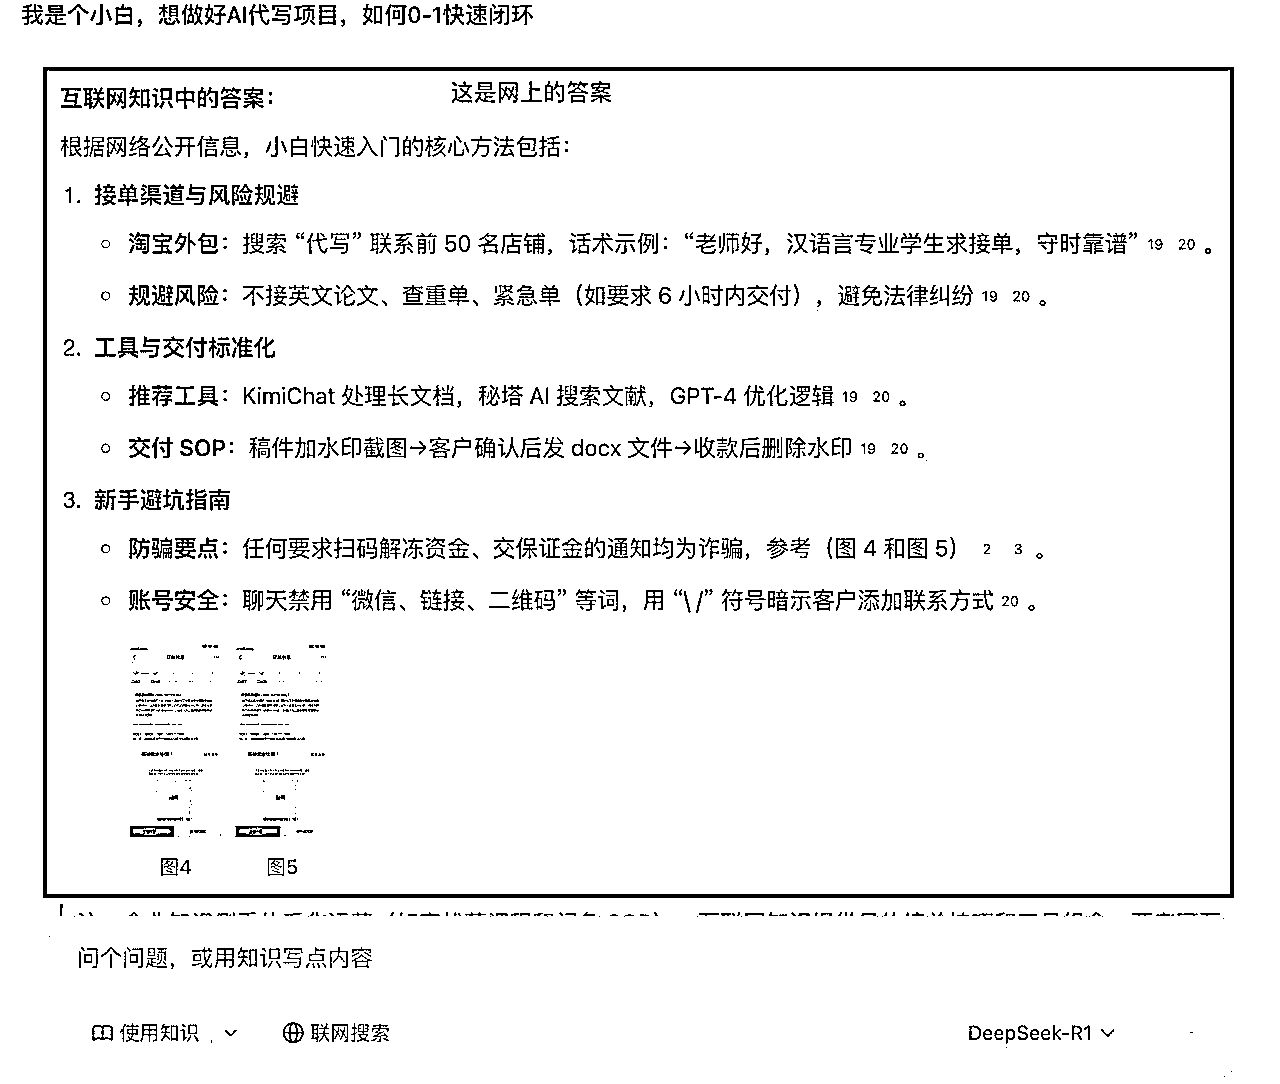 我是个小白，想做好AI代写项目，如何0-1快速闭环
互联网知识中的答案：
这是网上的答案
根据网络公开信息，小白快速入门的核心方法包括：
1. 接单渠道与风险规避
○ 淘宝外包：搜索 “代写” 联系前 50 名店铺，话术示例：“老师好，汉语言专业学生求接单，守时靠谱” 19 20 。
○ 规避风险：不接英文论文、查重单、紧急单（如要求 6 小时内交付），避免法律纠纷 19 20 。
2. 工具与交付标准化
○ 推荐工具：KimiChat 处理长文档，秘塔 AI 搜索文献，GPT-4 优化逻辑 19 20 。
○ 交付 SOP：稿件加水印截图→客户确认后发 docx 文件→收款后删除水印 19 20 。
3. 新手避坑指南
○ 防骗要点：任何要求扫码解冻资金、交保证金的通知均为诈骗，参考（图 4 和图 5） 2 3 。
○ 账号安全：聊天禁用 “微信、链接、二维码” 等词，用 “\/” 符号暗示客户添加联系方式 20 。
图4 图5
问个问题，或用知识写点内容
使用知识 联网搜索 DeepSeek-R1